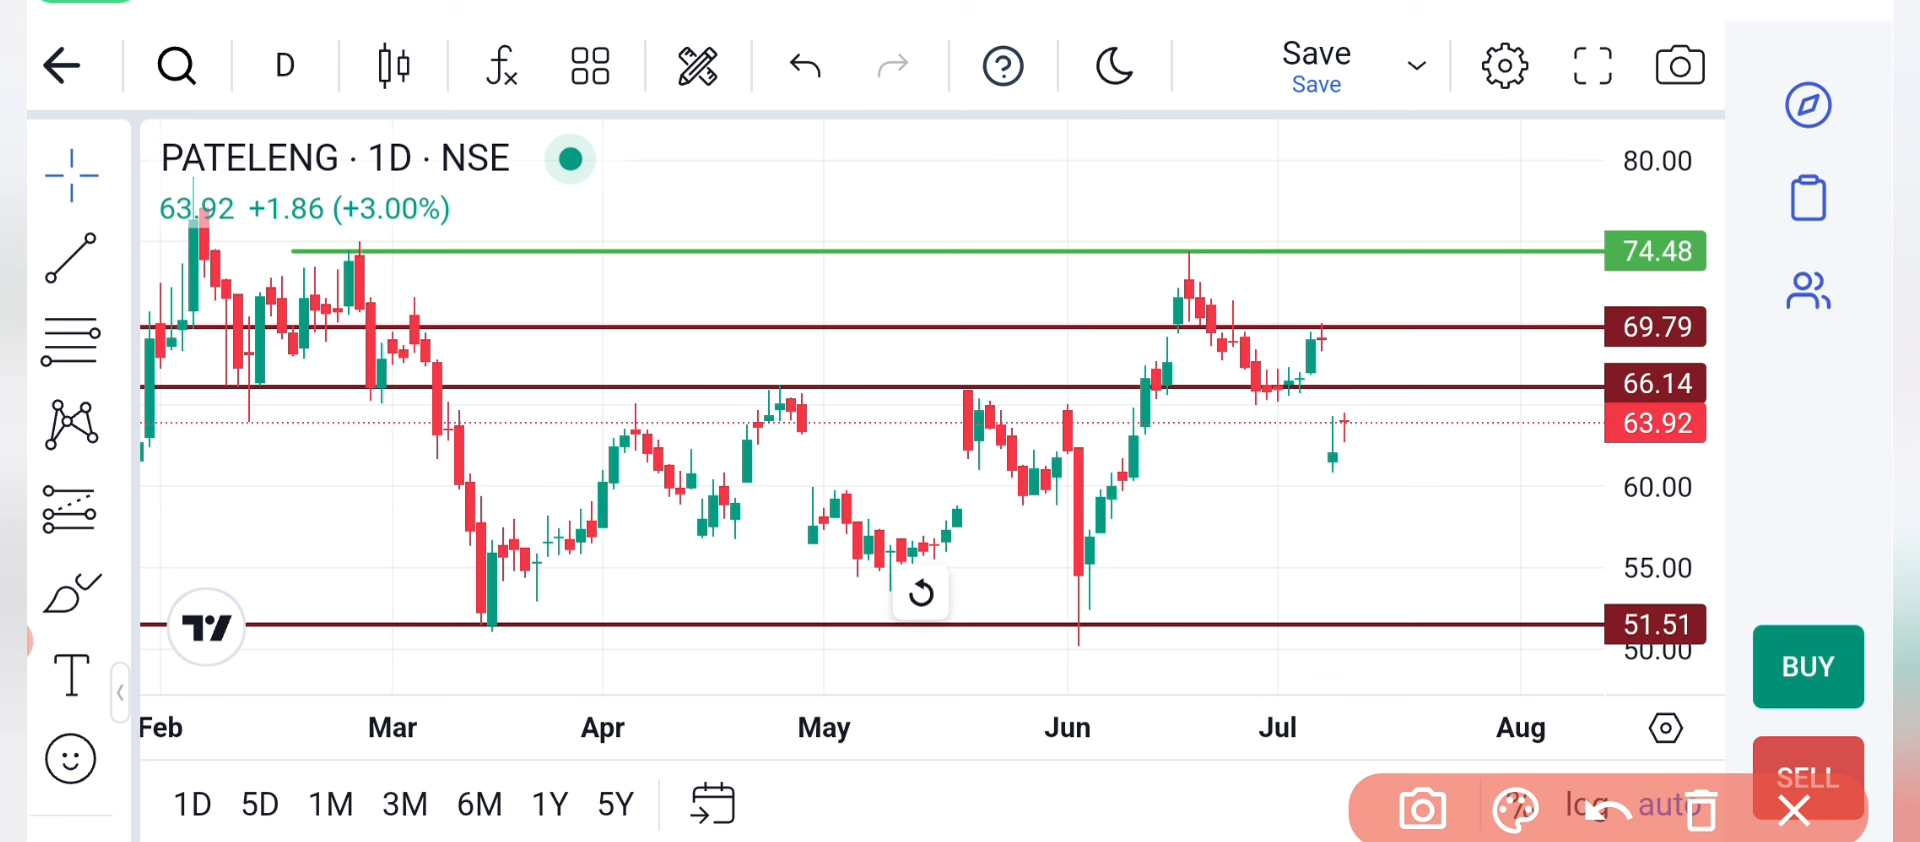 D
Save
Save
PATELENG · 1D · NSE
63.92 +1.86 (+3.00%)
80.00
74.48
69.79
66.14
63.92
60.00
55.00
51.51
50.00
T
BUY
SELL
Feb Mar Apr May Jun Jul Aug
1D 5D 1M 3M 6M 1Y 5Y
% log auto